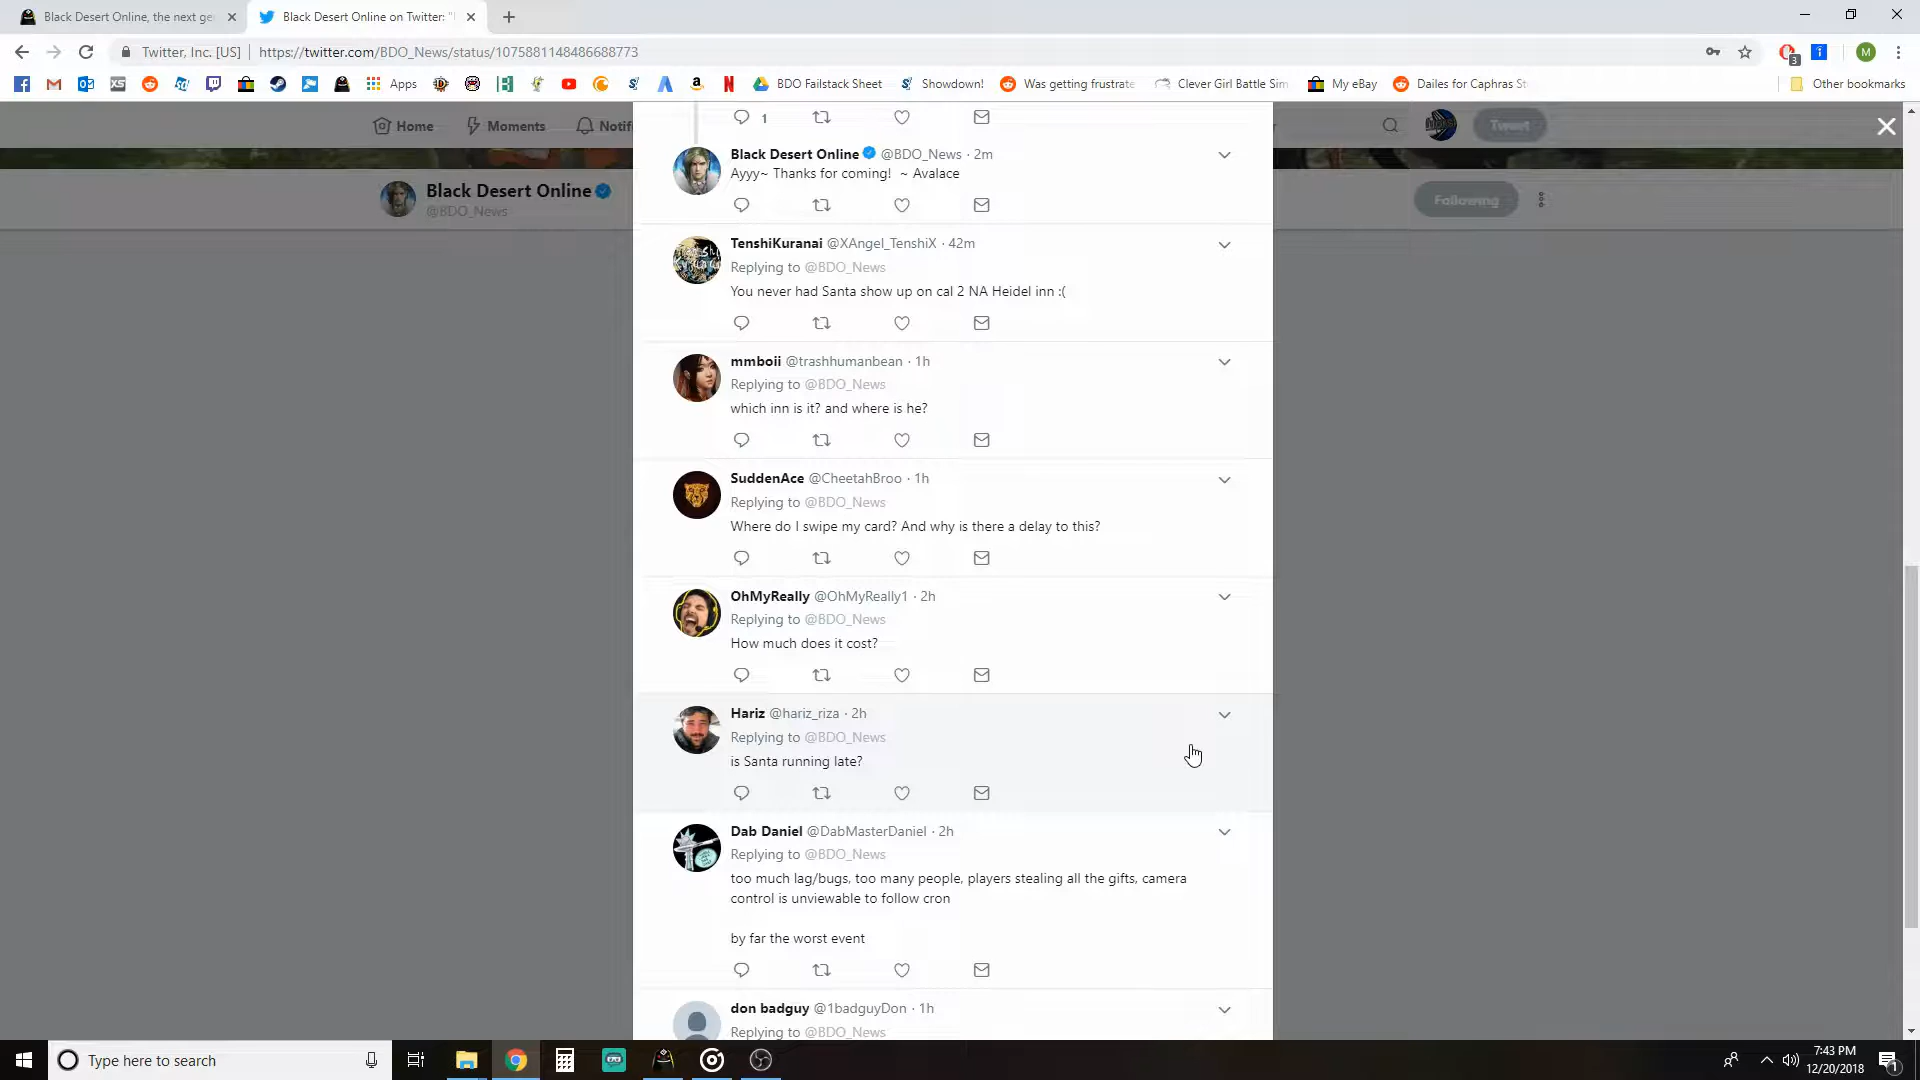 Black Desert Online, the next ge
Black Desert Online on Twitter: "
Twitter, Inc. [US]
https://twitter.com/BDO_News/status/1075881148486688773
3
M
Apps
BDO Failstack Sheet
Showdown!
Was getting frustrate
Clever Girl Battle Sim
My eBay
Dailes for Caphras St
Other bookmarks
Home
Moments
Notif
Tweet
Black Desert Online
@BDO_News
Following
1
Black Desert Online @BDO_News · 2m
Ayyy~ Thanks for coming! ~ Avalace
TenshiKuranai @XAngel_TenshiX · 42m
Replying to @BDO_News
You never had Santa show up on cal 2 NA Heidel inn :(
mmboii @trashhumanbean · 1h
Replying to @BDO_News
which inn is it? and where is he?
SuddenAce @CheetahBroo · 1h
Replying to @BDO_News
Where do I swipe my card? And why is there a delay to this?
OhMyReally @OhMyReally1 · 2h
Replying to @BDO_News
How much does it cost?
Hariz @hariz_riza · 2h
Replying to @BDO_News
is Santa running late?
Dab Daniel @DabMasterDaniel · 2h
Replying to @BDO_News
too much lag/bugs, too many people, players stealing all the gifts, camera
control is unviewable to follow cron
by far the worst event
don badguy @1badguyDon · 1h
Replying to @BDO_News
Type here to search
7:43 PM
12/20/2018
1